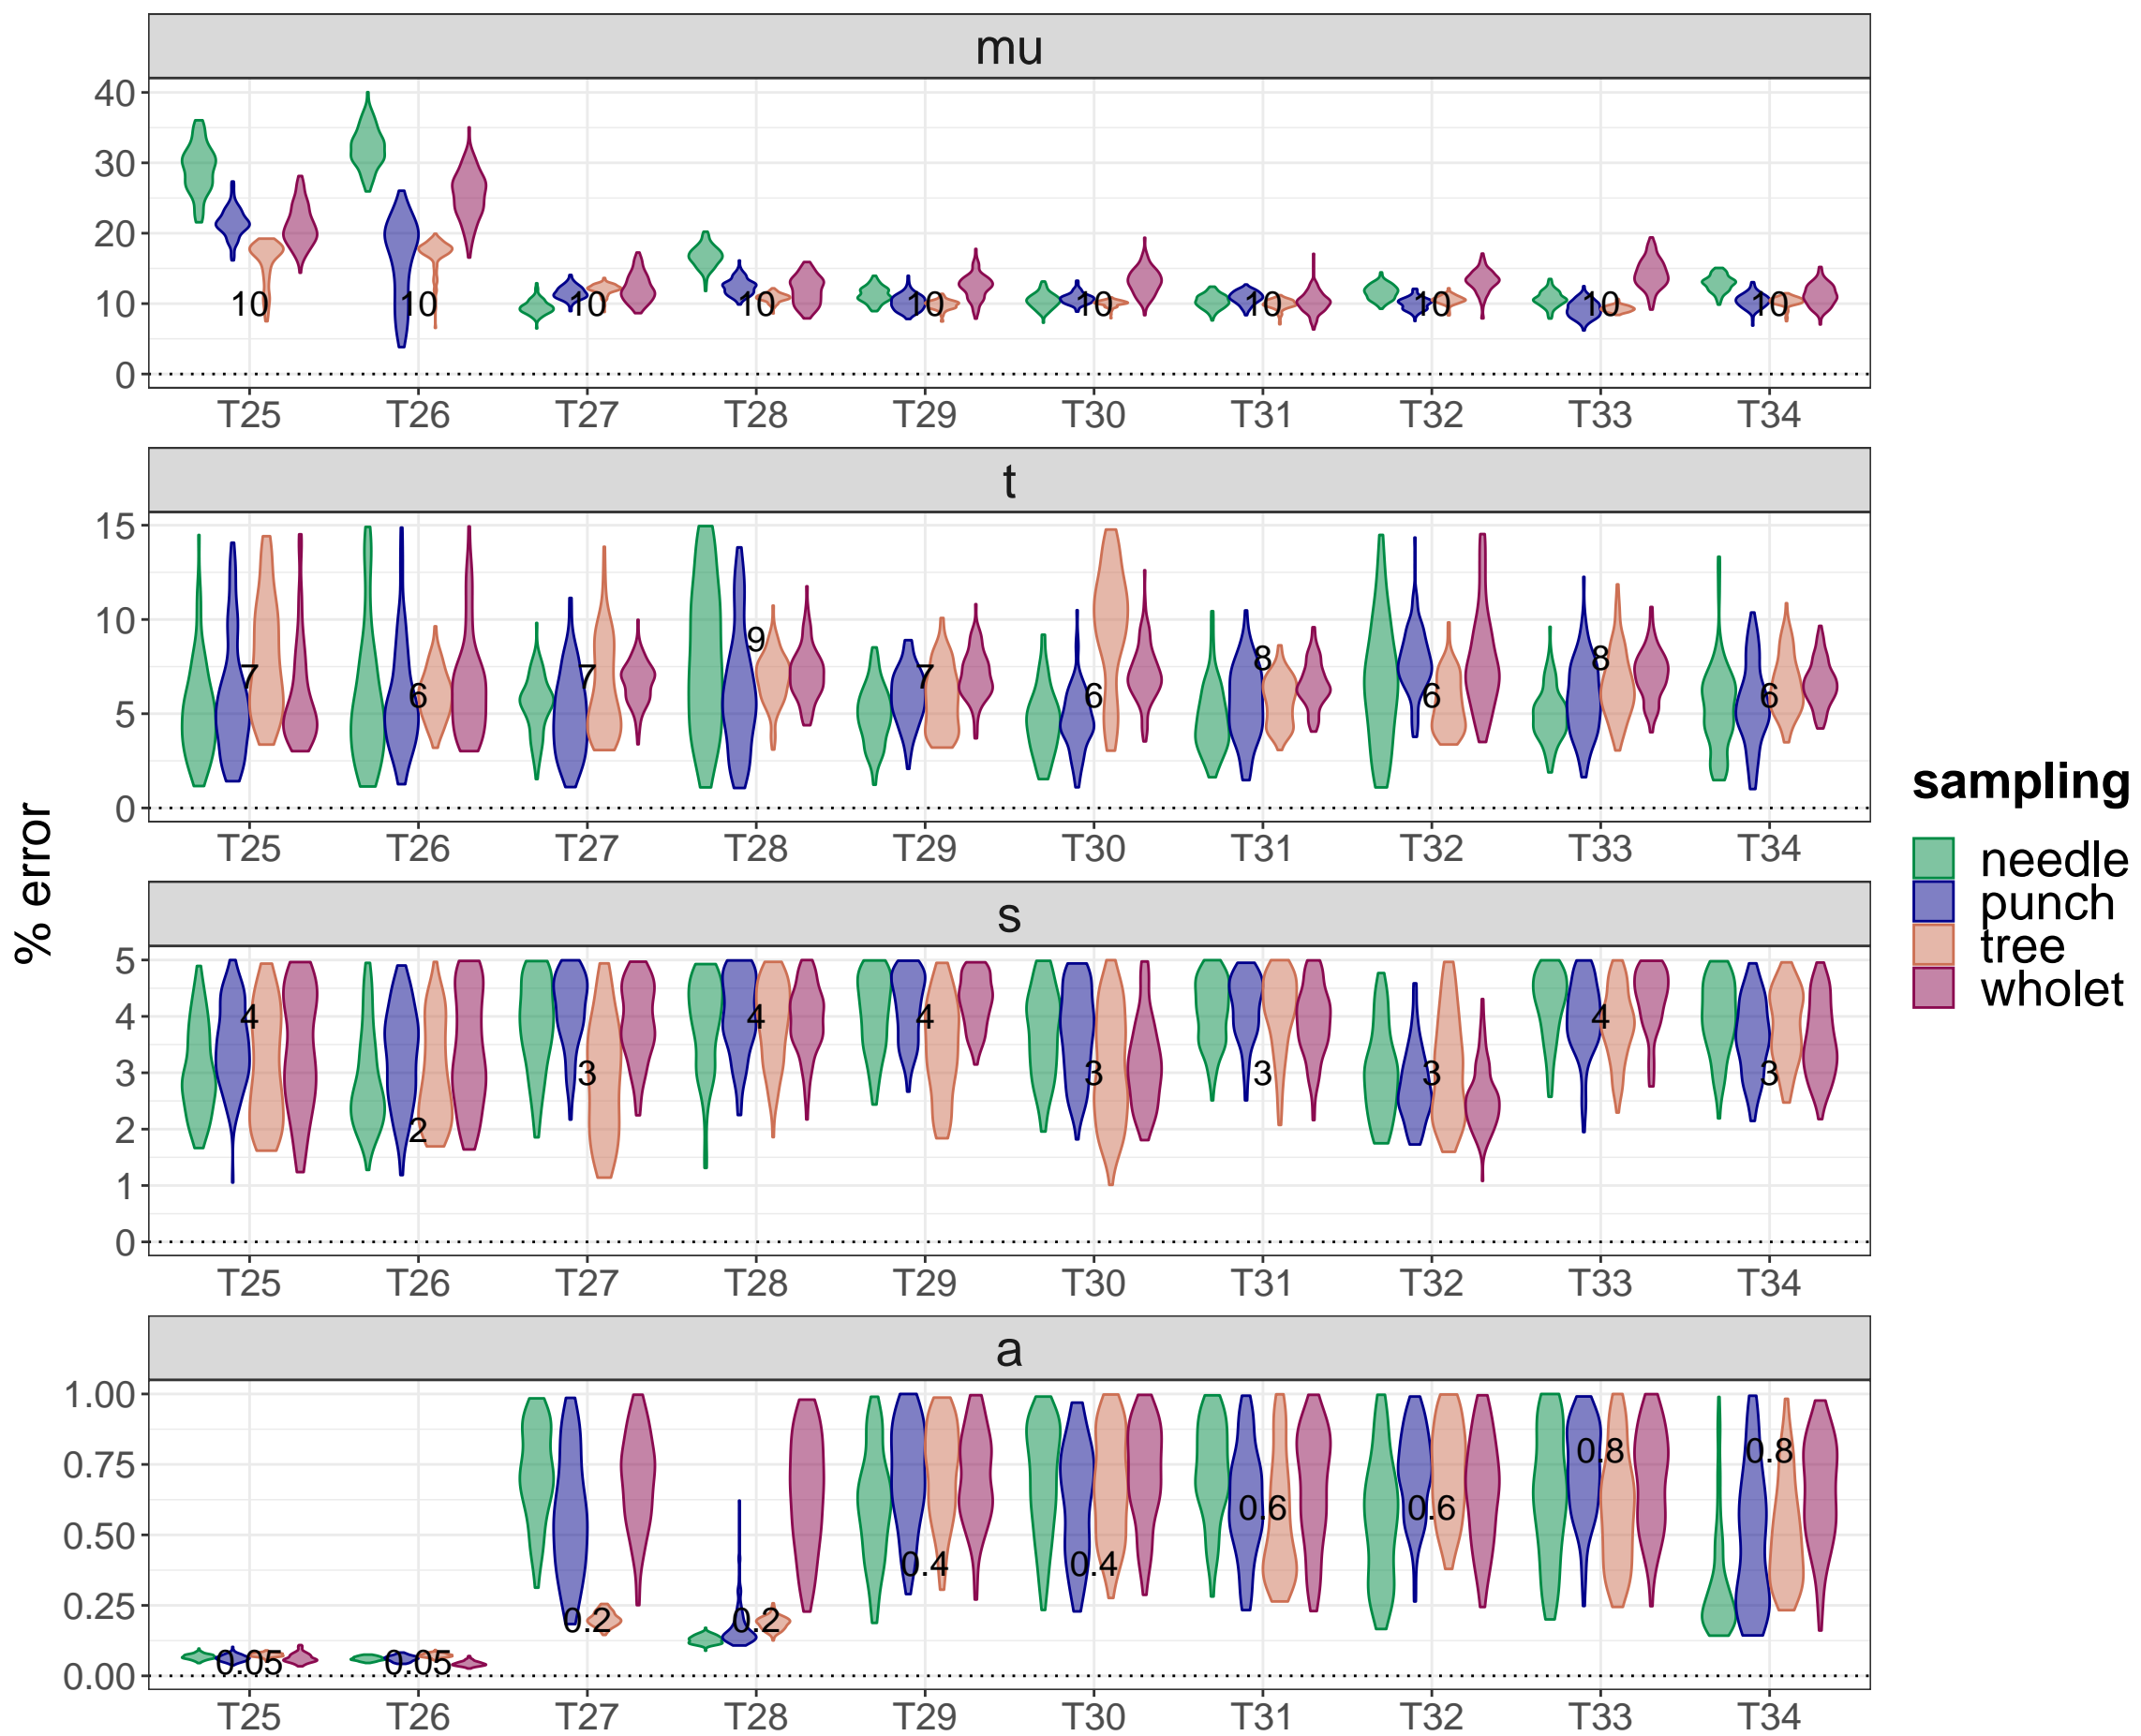 mu
40
30
20
10
0
10 10 10 10 10 10 10 10 10 10
T25 T26 T27 T28 T29 T30 T31 T32 T33 T34
t
15
10
5
0
7 6 7 9 7 6 8 6 8 6
T25 T26 T27 T28 T29 T30 T31 T32 T33 T34
% error
sampling
needle
punch
tree
wholet
s
5
4
3
2
1
0
4 2 3 4 4 3 3 3 4 3
T25 T26 T27 T28 T29 T30 T31 T32 T33 T34
a
1.00
0.75
0.50
0.25
0.00
0.05 0.05 0.2 0.2 0.4 0.4 0.6 0.6 0.8 0.8
T25 T26 T27 T28 T29 T30 T31 T32 T33 T34